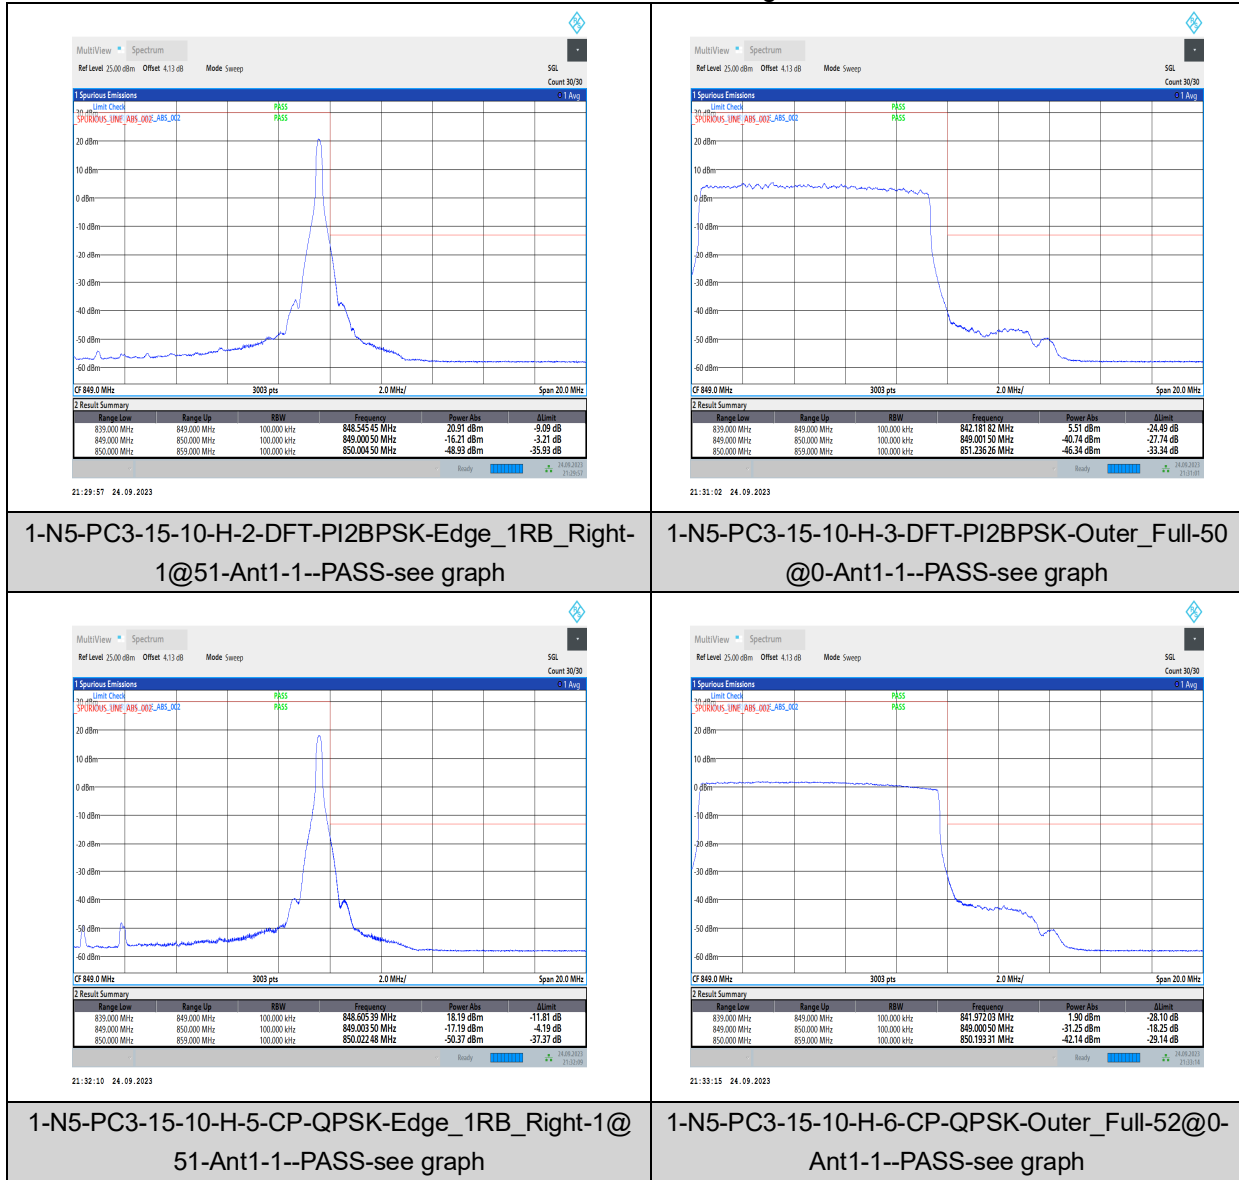 MultiView Spectrum
Ref Level 25.00 dBm Offset 4.13 dB Mode Sweep SGL
Count 30/30
1 Spurious Emissions 1 Avg
Limit Check PASS
_SPURIOUS_LINE_ABS_002 PASS
20 dBm
10 dBm
0 dBm
-10 dBm
-20 dBm
-30 dBm
-40 dBm
-50 dBm
-60 dBm
CF 849.0 MHz 3003 pts 2.0 MHz/ Span 20.0 MHz
2 Result Summary
Range Low Range Up RBW Frequency Power Abs ΔLimit
839.000 MHz 849.000 MHz 100.000 kHz 848.545 45 MHz 20.91 dBm -9.09 dB
849.000 MHz 850.000 MHz 100.000 kHz 849.000 50 MHz -16.21 dBm -3.21 dB
850.000 MHz 859.000 MHz 100.000 kHz 850.004 50 MHz -48.93 dBm -35.93 dB
Ready 24.09.2023
21:29:57
21:29:57 24.09.2023
1-N5-PC3-15-10-H-2-DFT-PI2BPSK-Edge_1RB_Right-
1@51-Ant1-1--PASS-see graph
MultiView Spectrum
Ref Level 25.00 dBm Offset 4.13 dB Mode Sweep SGL
Count 30/30
1 Spurious Emissions 1 Avg
Limit Check PASS
_SPURIOUS_LINE_ABS_002 PASS
20 dBm
10 dBm
0 dBm
-10 dBm
-20 dBm
-30 dBm
-40 dBm
-50 dBm
-60 dBm
CF 849.0 MHz 3003 pts 2.0 MHz/ Span 20.0 MHz
2 Result Summary
Range Low Range Up RBW Frequency Power Abs ΔLimit
839.000 MHz 849.000 MHz 100.000 kHz 842.181 82 MHz 5.51 dBm -24.49 dB
849.000 MHz 850.000 MHz 100.000 kHz 849.001 50 MHz -40.74 dBm -27.74 dB
850.000 MHz 859.000 MHz 100.000 kHz 851.236 26 MHz -46.34 dBm -33.34 dB
Ready 24.09.2023
21:31:01
21:31:02 24.09.2023
1-N5-PC3-15-10-H-3-DFT-PI2BPSK-Outer_Full-50
@0-Ant1-1--PASS-see graph
MultiView Spectrum
Ref Level 25.00 dBm Offset 4.13 dB Mode Sweep SGL
Count 30/30
1 Spurious Emissions 1 Avg
Limit Check PASS
_SPURIOUS_LINE_ABS_002 PASS
20 dBm
10 dBm
0 dBm
-10 dBm
-20 dBm
-30 dBm
-40 dBm
-50 dBm
-60 dBm
CF 849.0 MHz 3003 pts 2.0 MHz/ Span 20.0 MHz
2 Result Summary
Range Low Range Up RBW Frequency Power Abs ΔLimit
839.000 MHz 849.000 MHz 100.000 kHz 848.605 39 MHz 18.19 dBm -11.81 dB
849.000 MHz 850.000 MHz 100.000 kHz 849.003 50 MHz -17.19 dBm -4.19 dB
850.000 MHz 859.000 MHz 100.000 kHz 850.022 48 MHz -50.37 dBm -37.37 dB
Ready 24.09.2023
21:32:09
21:32:10 24.09.2023
1-N5-PC3-15-10-H-5-CP-QPSK-Edge_1RB_Right-1@
51-Ant1-1--PASS-see graph
MultiView Spectrum
Ref Level 25.00 dBm Offset 4.13 dB Mode Sweep SGL
Count 30/30
1 Spurious Emissions 1 Avg
Limit Check PASS
_SPURIOUS_LINE_ABS_002 PASS
20 dBm
10 dBm
0 dBm
-10 dBm
-20 dBm
-30 dBm
-40 dBm
-50 dBm
-60 dBm
CF 849.0 MHz 3003 pts 2.0 MHz/ Span 20.0 MHz
2 Result Summary
Range Low Range Up RBW Frequency Power Abs ΔLimit
839.000 MHz 849.000 MHz 100.000 kHz 841.972 03 MHz 1.90 dBm -28.10 dB
849.000 MHz 850.000 MHz 100.000 kHz 849.000 50 MHz -31.25 dBm -18.25 dB
850.000 MHz 859.000 MHz 100.000 kHz 850.193 31 MHz -42.14 dBm -29.14 dB
Ready 24.09.2023
21:33:14
21:33:15 24.09.2023
1-N5-PC3-15-10-H-6-CP-QPSK-Outer_Full-52@0-
Ant1-1--PASS-see graph